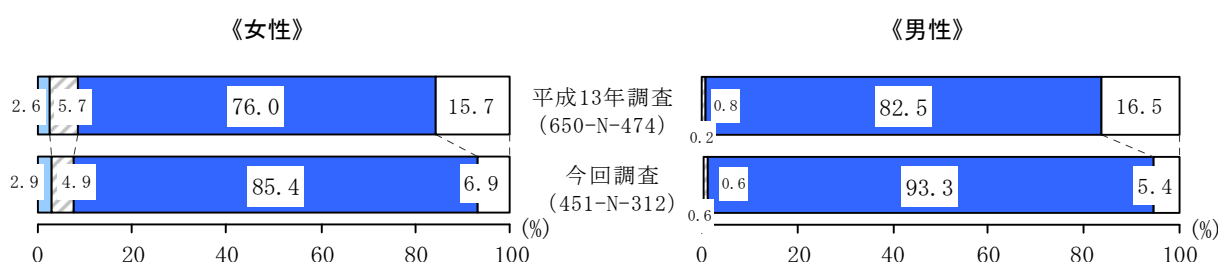 《女性》 《男性》
2.6 5.7 76.0 15.7 平成13年調査 0.8 82.5 16.5
(650-N-474) 0.2
2.9 4.9 85.4 6.9 今回調査 0.6 93.3 5.4
(451-N-312) 0.6
0 20 40 60 80 100 (%) 0 20 40 60 80 100 (%)